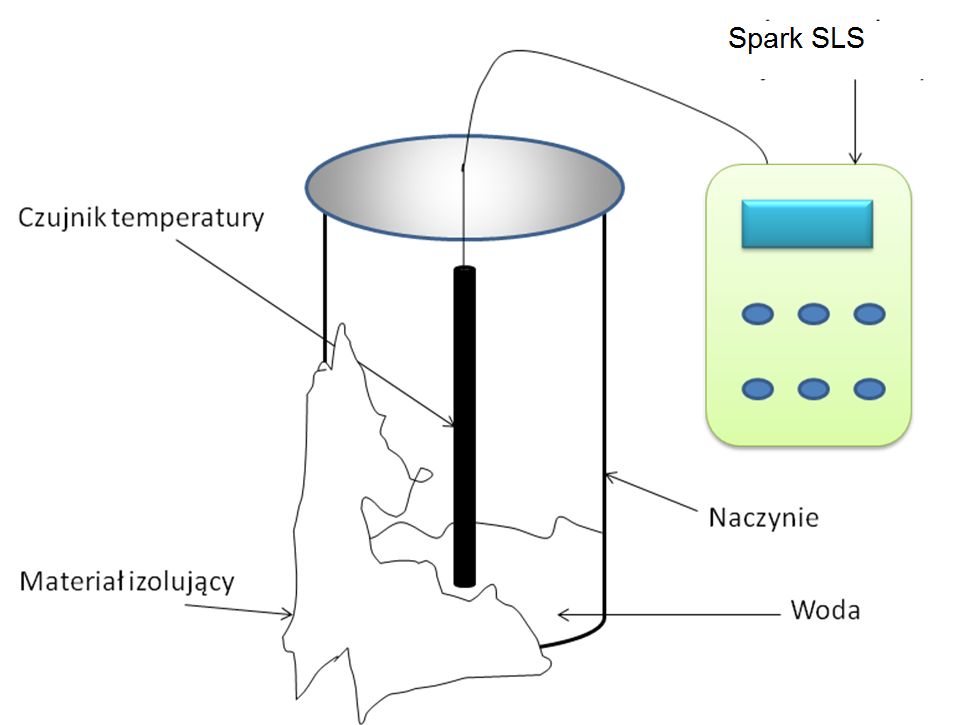 Spark SLS
Czujnik temperatury
Naczynie
Materiał izolujący
Woda